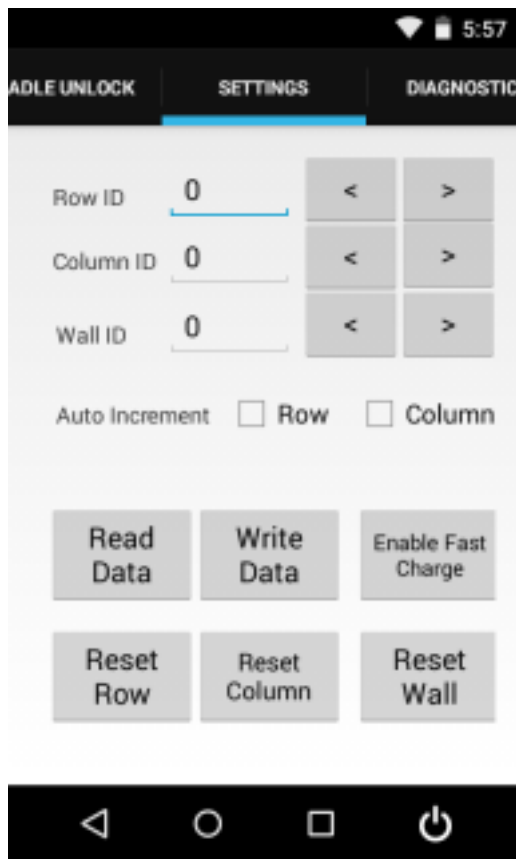 5:57
ADLE UNLOCK SETTINGS DIAGNOSTIC
Row ID 0 < >
Column ID 0 < >
Wall ID 0 < >
Auto Increment Row Column
Read Data Write Data Enable Fast Charge
Reset Row Reset Column Reset Wall